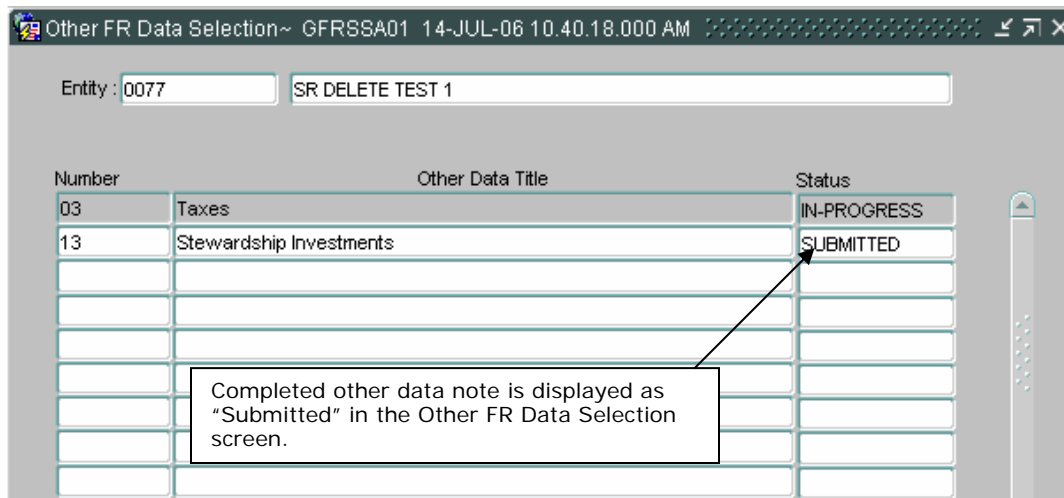 Other FR Data Selection~ GFRSSA01 14-JUL-06 10.40.18.000 AM
Entity : 0077 SR DELETE TEST 1
Number Other Data Title Status
03 Taxes IN-PROGRESS
13 Stewardship Investments SUBMITTED
Completed other data note is displayed as
“Submitted” in the Other FR Data Selection
screen.